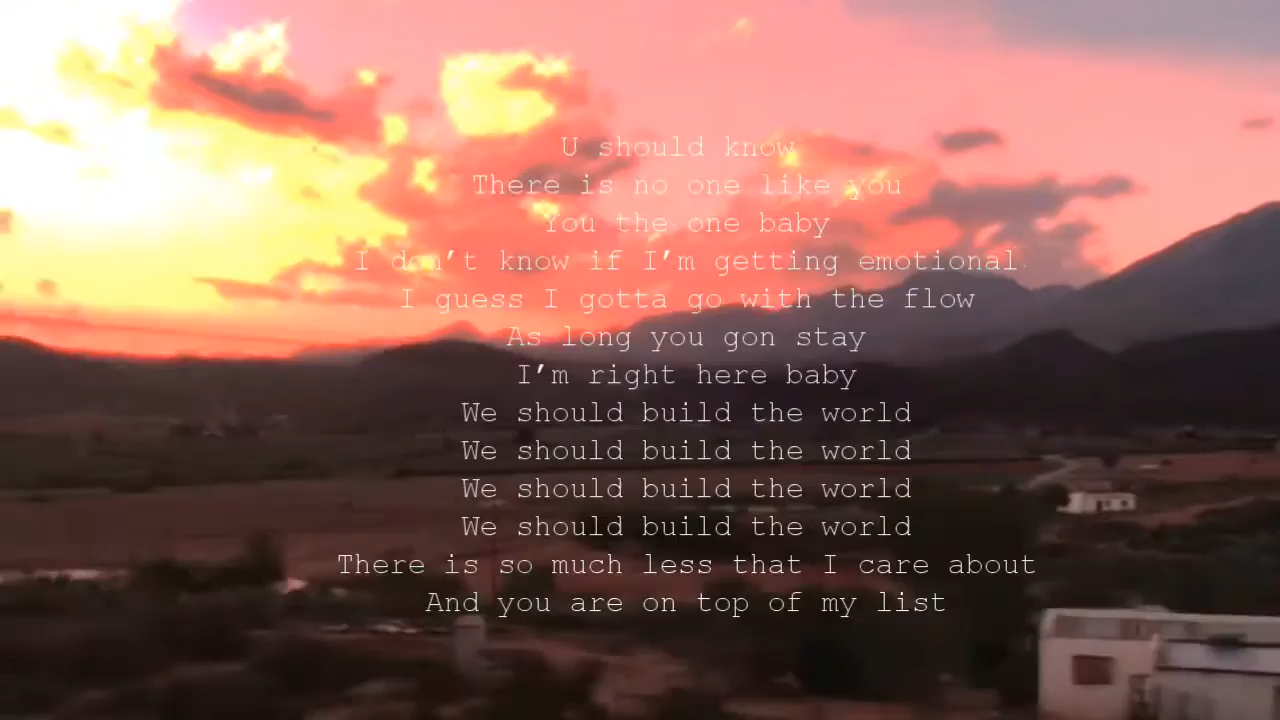 U should know
There is no one like you
You the one baby
I don’t know if I’m getting emotional
I guess I gotta go with the flow
As long you gon stay
I’m right here baby
We should build the world
We should build the world
We should build the world
We should build the world
There is so much less that I care about
And you are on top of my list